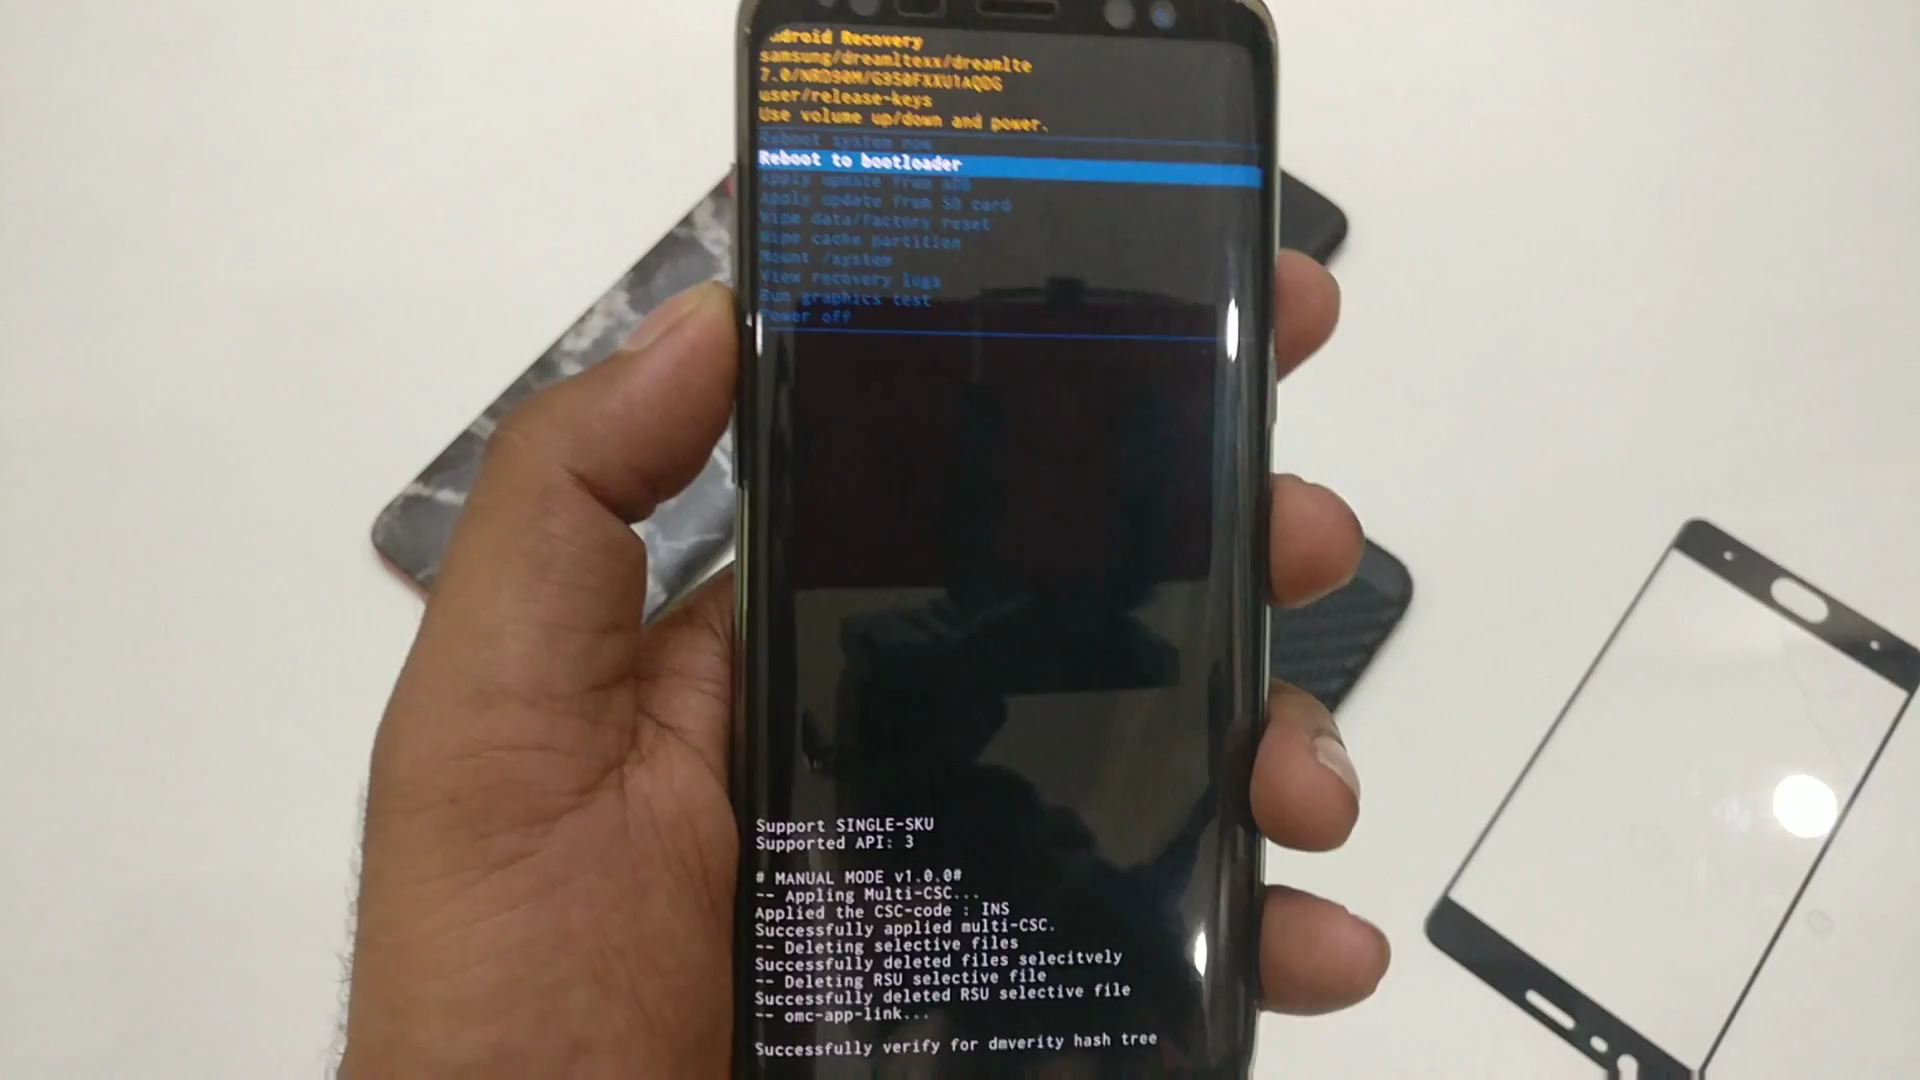 Android Recovery
samsung/dreamltexx/dreamlte
7.0/NRD90M/G950FXXU1AQDG
user/release-keys
Use volume up/down and power.
Reboot system now
Reboot to bootloader
Apply update from ADB
Apply update from SD card
Wipe data/factory reset
Wipe cache partition
Mount /system
View recovery logs
Run graphics test
Power off
Support SINGLE-SKU
Supported API: 3
# MANUAL MODE v1.0.0#
-- Appling Multi-CSC...
Applied the CSC-code : INS
Successfully applied multi-CSC.
-- Deleting selective files
Successfully deleted files selecitvely
-- Deleting RSU selective file
Successfully deleted RSU selective file
-- omc-app-link...
Successfully verify for dmverity hash tree